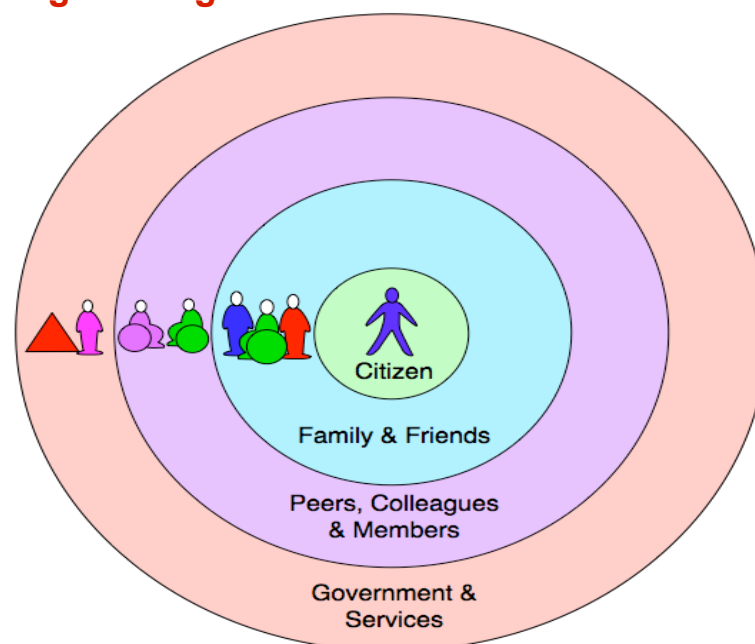 Citizen
Family & Friends
Peers, Colleagues
& Members
Government &
Services